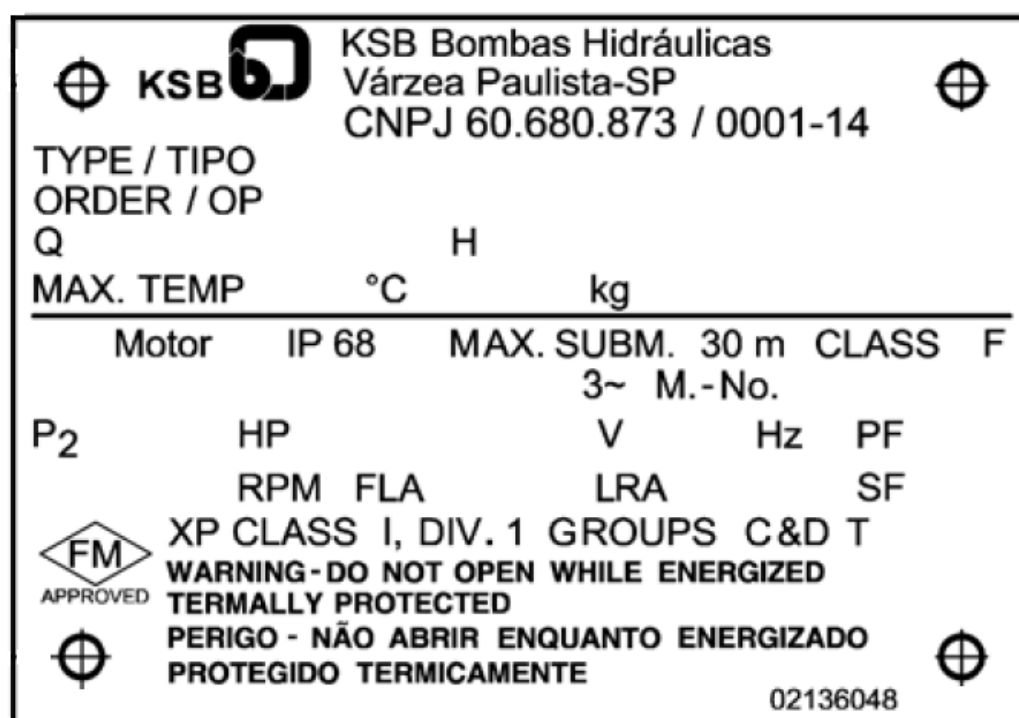 KSB KSB Bombas Hidráulicas
Várzea Paulista-SP
CNPJ 60.680.873 / 0001-14
TYPE / TIPO
ORDER / OP
Q H
MAX. TEMP °C kg
Motor IP 68 MAX. SUBM. 30 m CLASS F
3~ M.-No.
P2 HP V Hz PF
RPM FLA LRA SF
FM APPROVED
XP CLASS I, DIV. 1 GROUPS C&D T
WARNING-DO NOT OPEN WHILE ENERGIZED
TERMALLY PROTECTED
PERIGO - NÃO ABRIR ENQUANTO ENERGIZADO
PROTEGIDO TERMICAMENTE
02136048